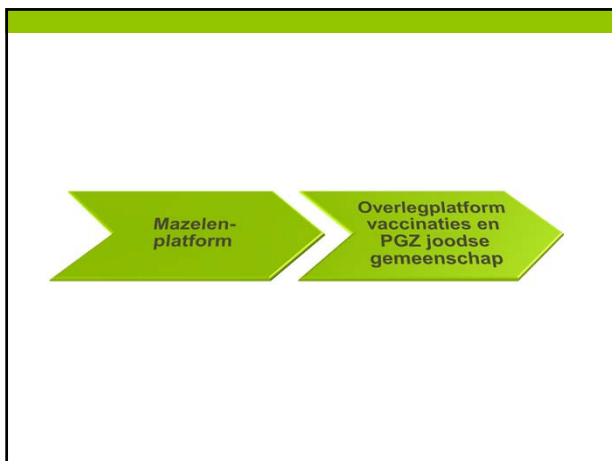 Mazelen-
platform
Overlegplatform
vaccinaties en
PGZ joodse
gemeenschap